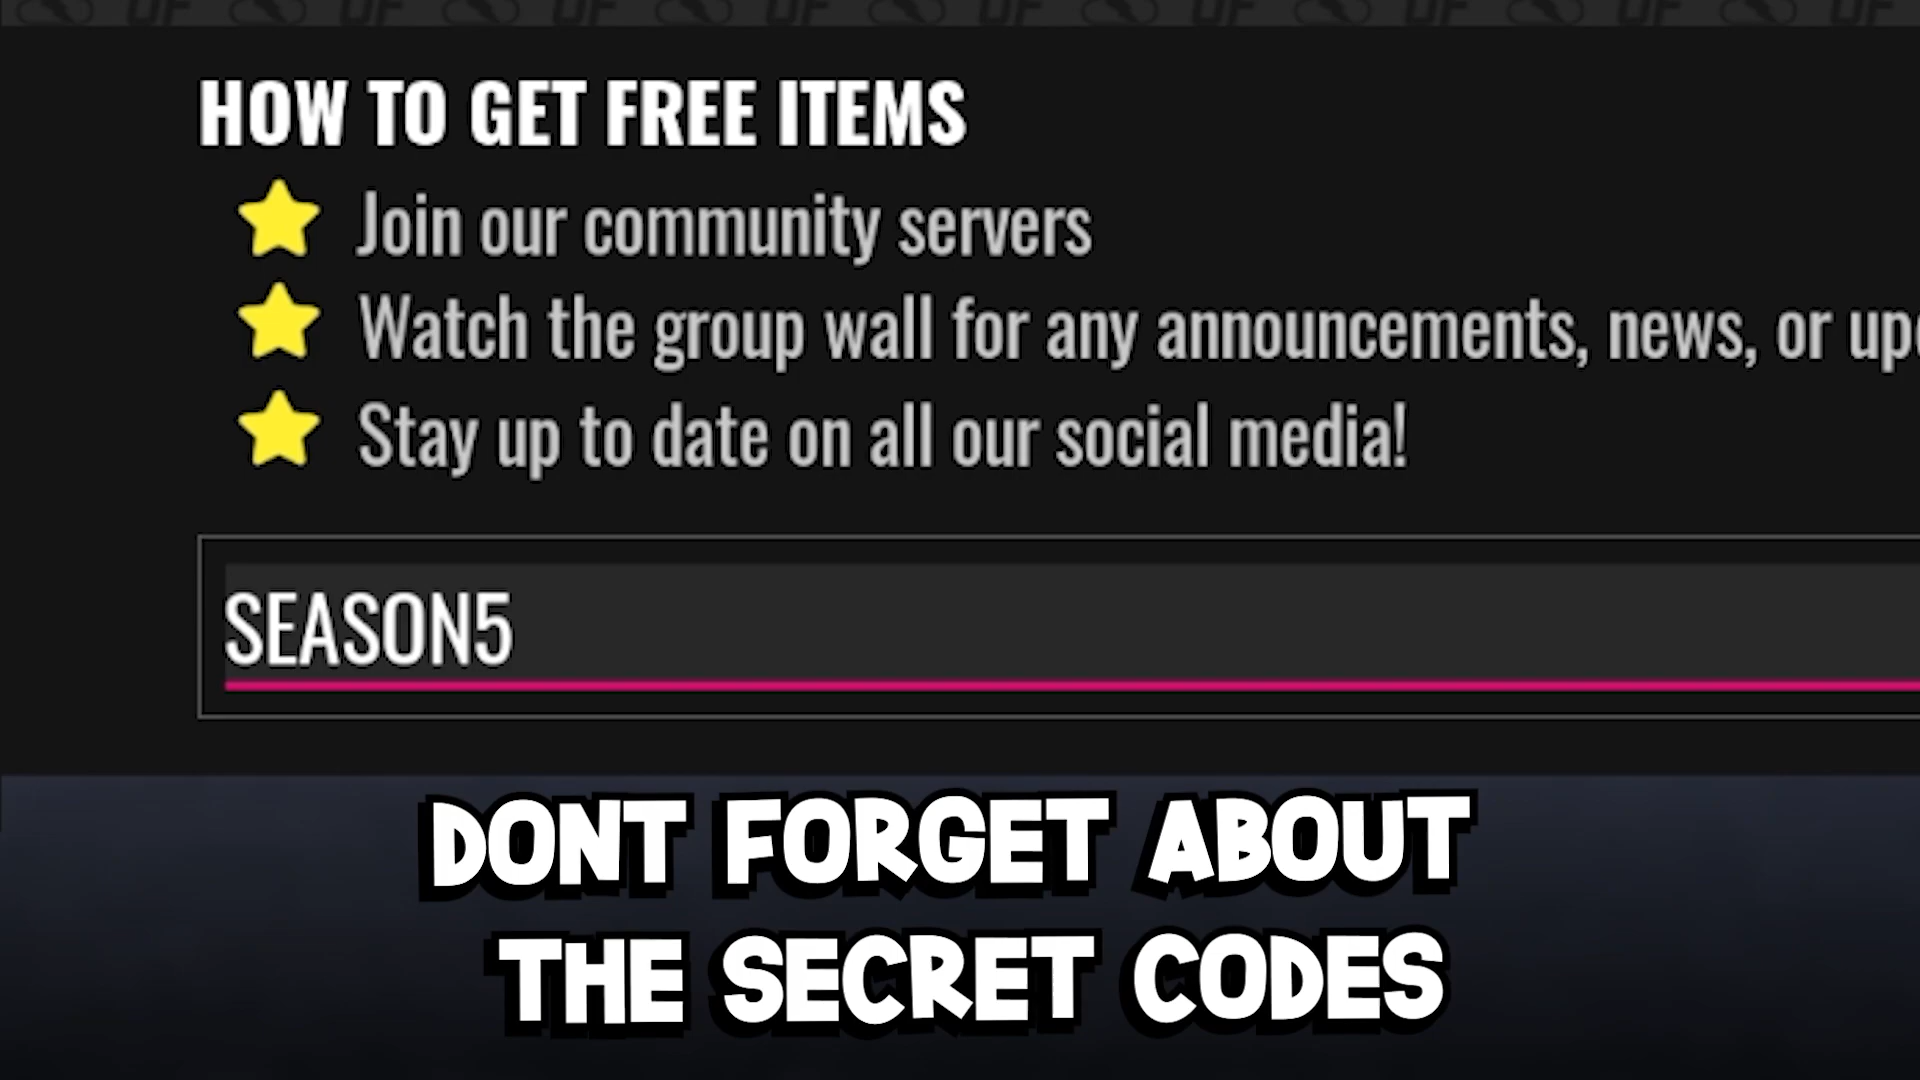 HOW TO GET FREE ITEMS
Join our community servers
Watch the group wall for any announcements, news, or
Stay up to date on all our social media!
SEASON5
DONT FORGET ABOUT
THE SECRET CODES